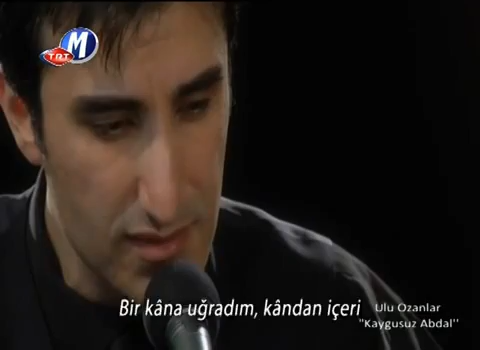 TRT M
Bir kâna uğradım, kândan içeri
Ulu Ozanlar
"Kaygusuz Abdal"